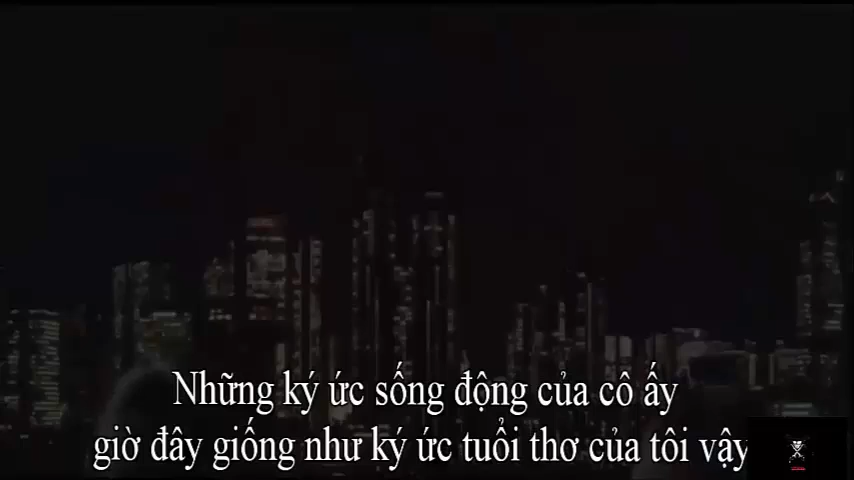 Những ký ức sống động của cô ấy
giờ đây giống như ký ức tuổi thơ của tôi vậy